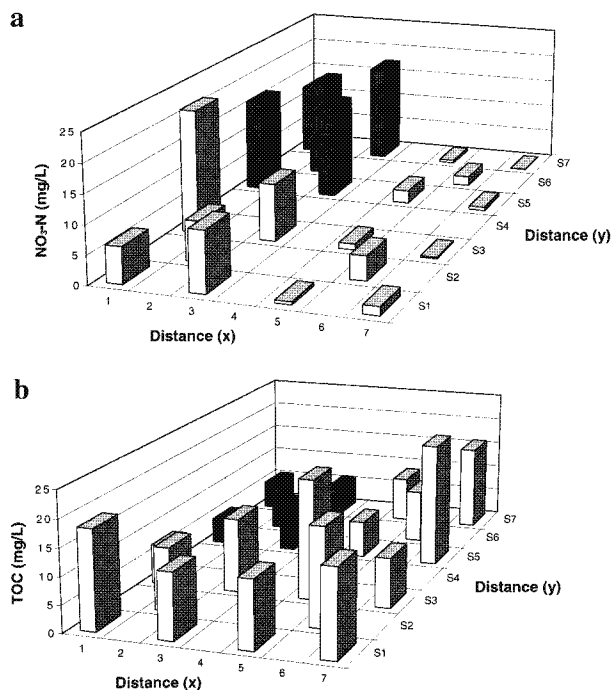 a
25
20
15
10
5
0
NO₃-N (mg/L)
1 2 3 4 5 6 7
Distance (x)
S1
S2
S3
S4
S5
S6
S7
Distance (y)
b
25
20
15
10
5
0
TOC (mg/L)
1 2 3 4 5 6 7
Distance (x)
S1
S2
S3
S4
S5
S6
S7
Distance (y)